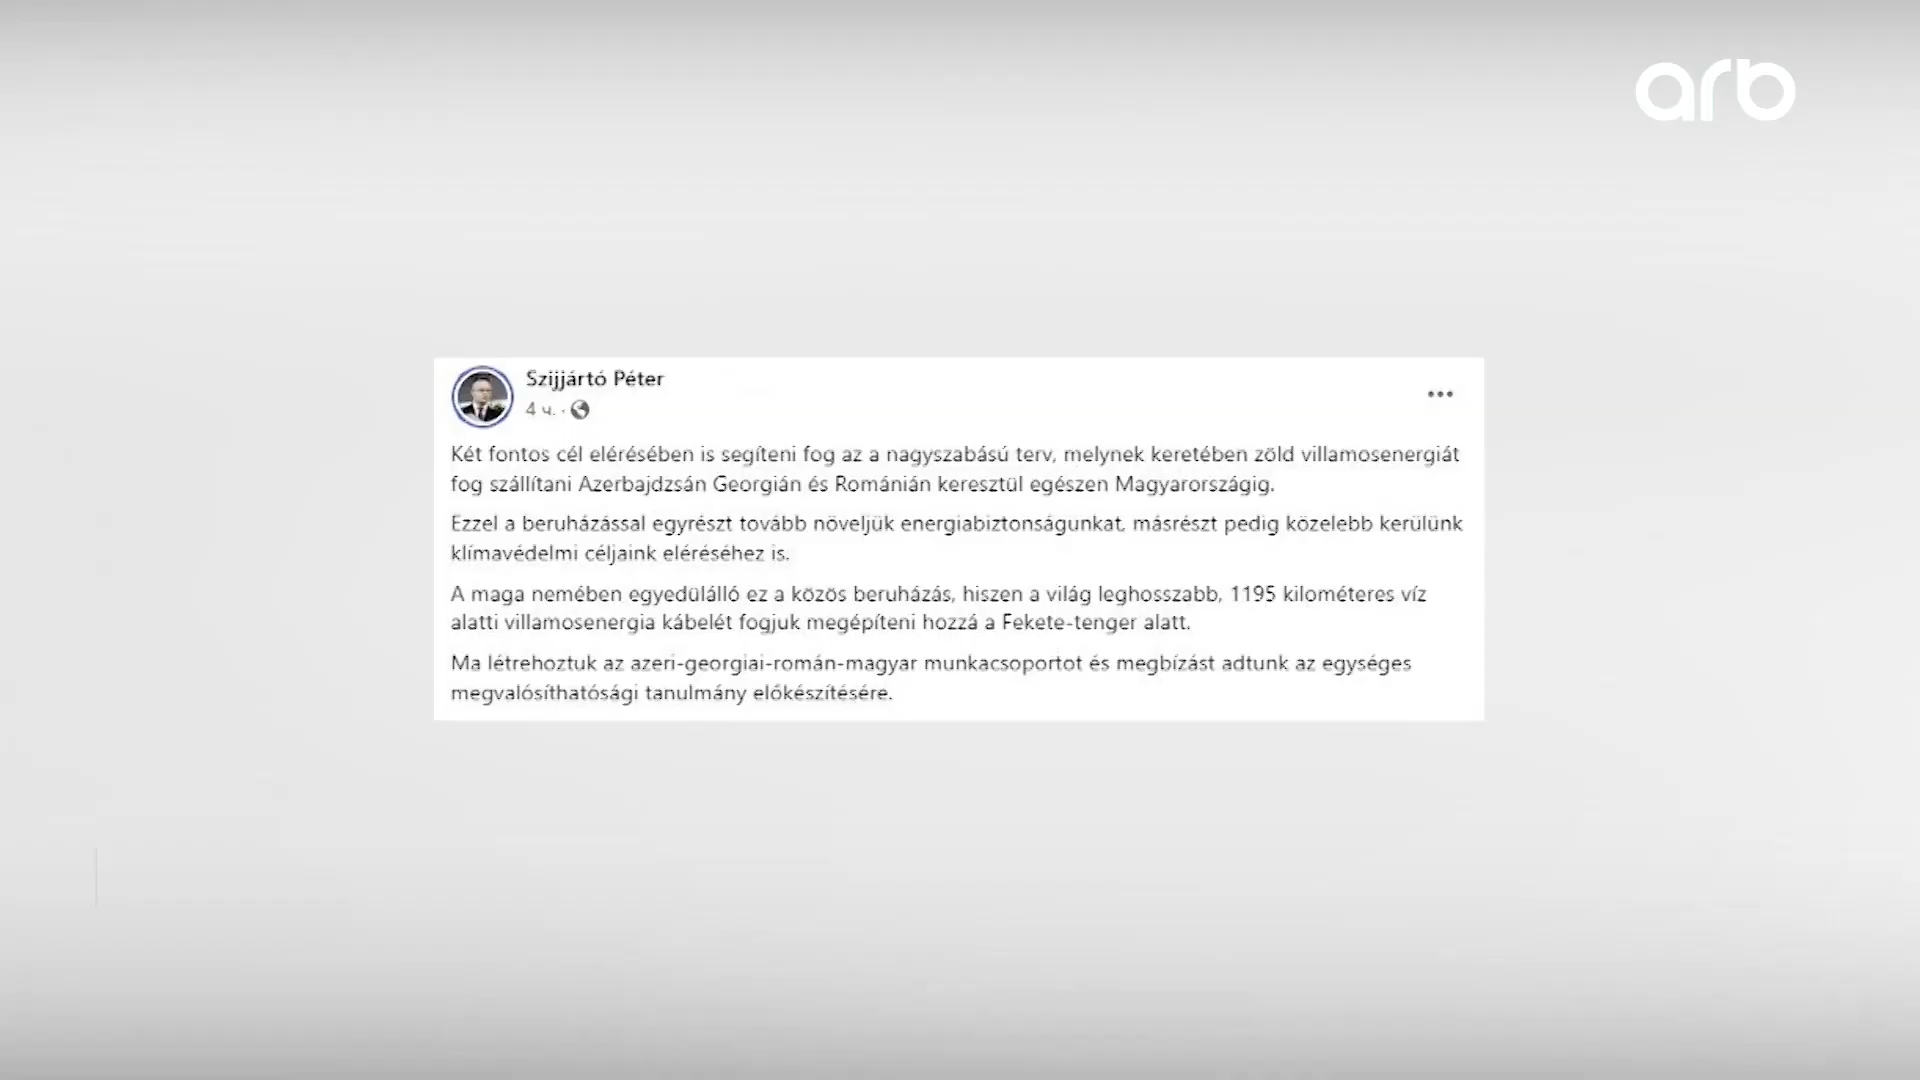 arb
Szijjártó Péter
4 ч. ·
Két fontos cél elérésében is segíteni fog az a nagyszabású terv, melynek keretében zöld villamosenergiát
fog szállítani Azerbajdzsán Georgián és Románián keresztül egészen Magyarországig.
Ezzel a beruházással egyrészt tovább növeljük energiabiztonságunkat, másrészt pedig közelebb kerülünk
klímavédelmi céljaink eléréséhez is.
A maga nemében egyedülálló ez a közös beruházás, hiszen a világ leghosszabb, 1195 kilométeres víz
alatti villamosenergia kábelét fogjuk megépíteni hozzá a Fekete-tenger alatt.
Ma létrehoztuk az azeri-georgiai-román-magyar munkacsoportot és megbízást adtunk az egységes
megvalósíthatósági tanulmány előkészítésére.